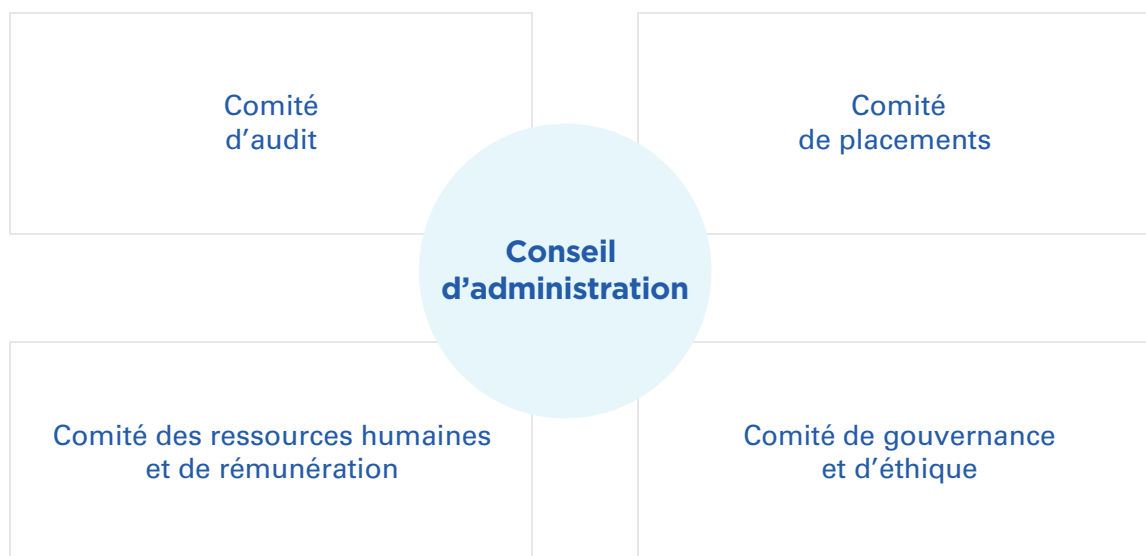 Comité
d’audit
Comité
de placements
Conseil
d’administration
Comité des ressources humaines
et de rémunération
Comité de gouvernance
et d’éthique